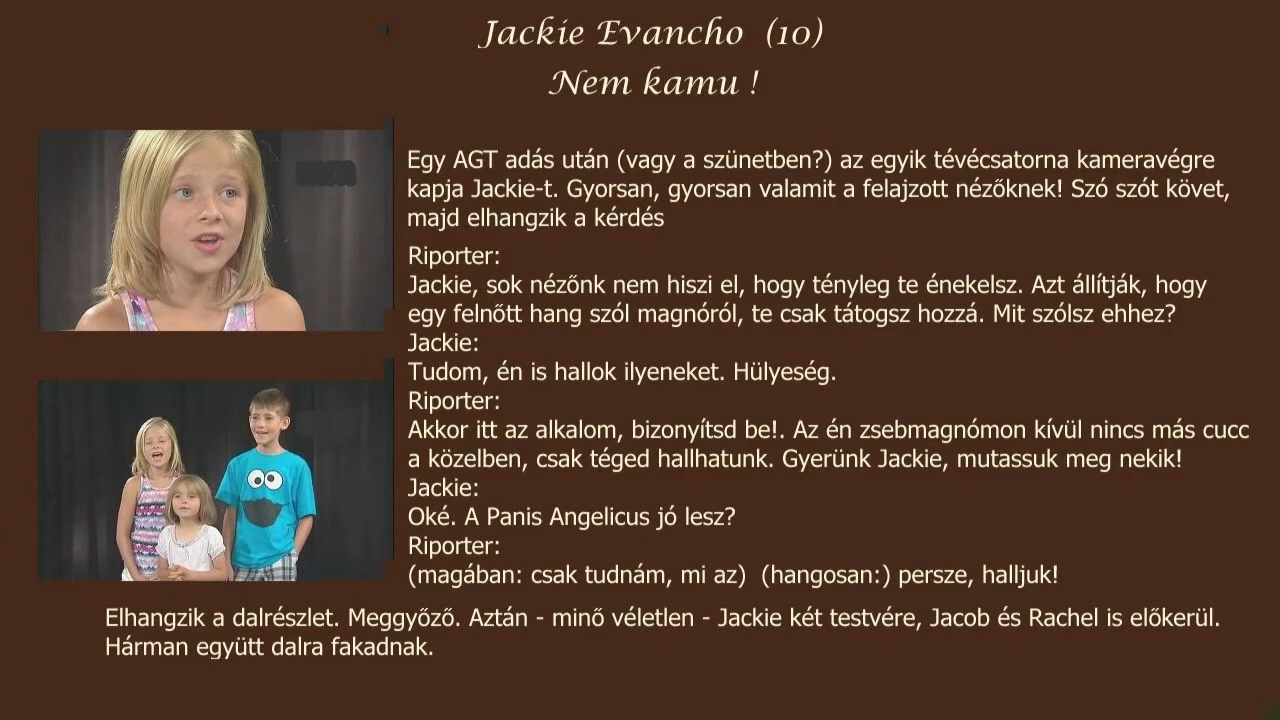 Jackie Evancho (10)
Nem kamu !
Egy AGT adás után (vagy a szünetben?) az egyik tévécsatorna kameravégre
kapja Jackie-t. Gyorsan, gyorsan valamit a felajzott nézőknek! Szó szót követ,
majd elhangzik a kérdés
Riporter:
Jackie, sok nézőnk nem hiszi el, hogy tényleg te énekelsz. Azt állítják, hogy
egy felnőtt hang szól magnóról, te csak tátogsz hozzá. Mit szólsz ehhez?
Jackie:
Tudom, én is hallok ilyeneket. Hülyeség.
Riporter:
Akkor itt az alkalom, bizonyítsd be!. Az én zsebmagnómon kívül nincs más cucc
a közelben, csak téged hallhatunk. Gyerünk Jackie, mutassuk meg nekik!
Jackie:
Oké. A Panis Angelicus jó lesz?
Riporter:
(magában: csak tudnám, mi az) (hangosan:) persze, halljuk!
Elhangzik a dalrészlet. Meggyőző. Aztán - minő véletlen - Jackie két testvére, Jacob és Rachel is előkerül.
Hárman együtt dalra fakadnak.